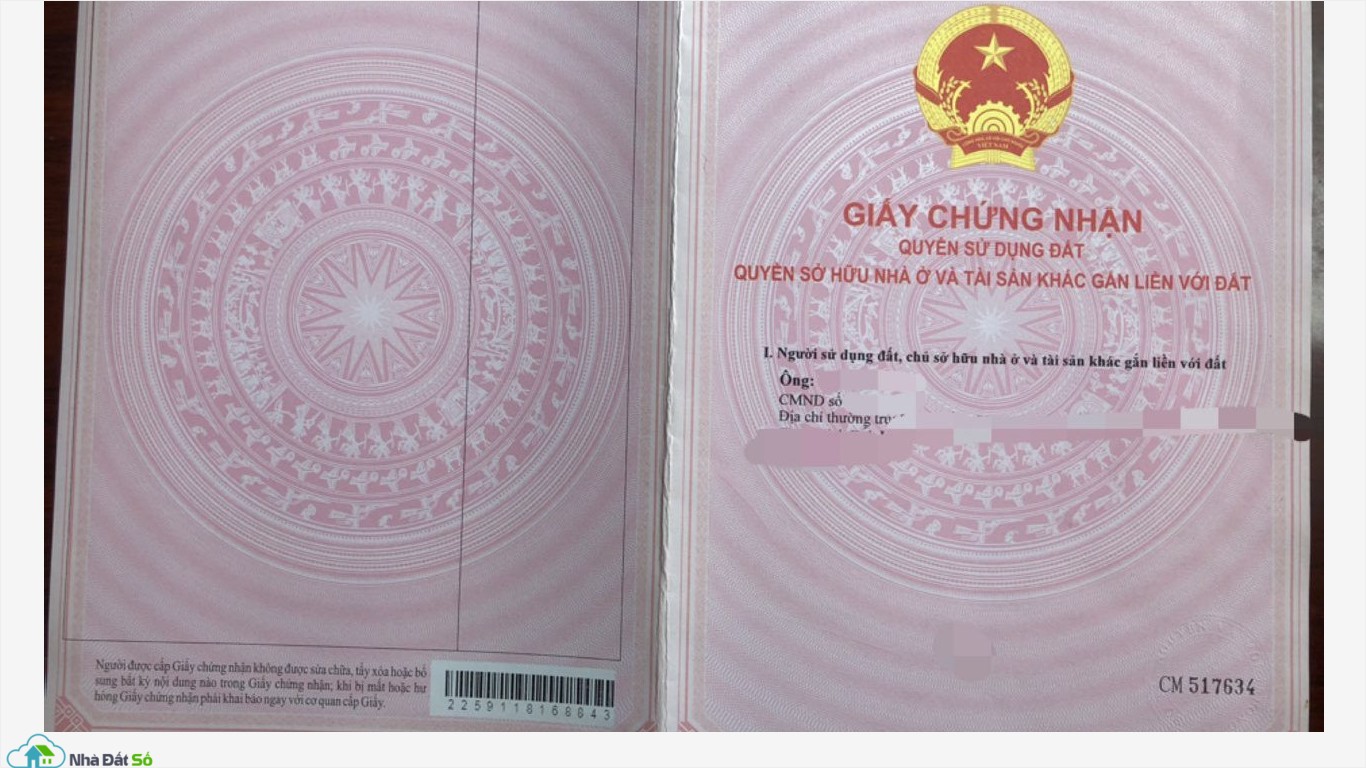 Người được cấp Giấy chứng nhận không được sửa chữa, tẩy xóa hoặc bổ
sung bất kỳ nội dung nào trong Giấy chứng nhận; khi bị mất hoặc hư
hỏng Giấy chứng nhận phải khai báo ngay với cơ quan cấp Giấy.
2259118168843
VIỆT NAM
GIẤY CHỨNG NHẬN
QUYỀN SỬ DỤNG ĐẤT
QUYỀN SỞ HỮU NHÀ Ở VÀ TÀI SẢN KHÁC GẮN LIỀN VỚI ĐẤT
I. Người sử dụng đất, chủ sở hữu nhà ở và tài sản khác gắn liền với đất
Ông:
CMND số
Địa chỉ thường
CM 517634
Nhà Đất Số